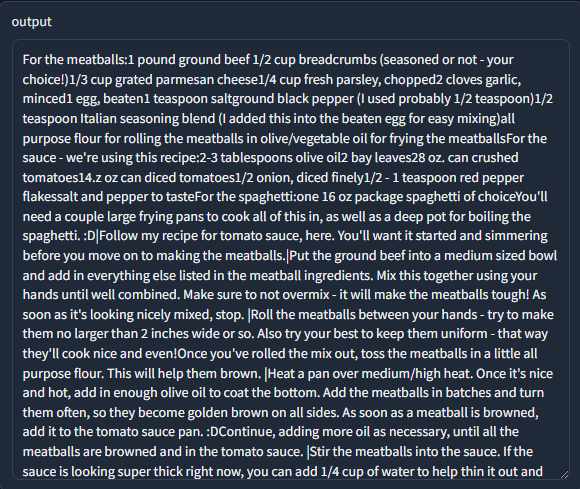 output
For the meatballs:1 pound ground beef 1/2 cup breadcrumbs (seasoned or not - your
choice!)1/3 cup grated parmesan cheese1/4 cup fresh parsley, chopped2 cloves garlic,
minced1 egg, beaten1 teaspoon saltground black pepper (I used probably 1/2 teaspoon)1/2
teaspoon Italian seasoning blend (I added this into the beaten egg for easy mixing)all
purpose flour for rolling the meatballs in olive/vegetable oil for frying the meatballsFor the
sauce - we're using this recipe:2-3 tablespoons olive oil2 bay leaves28 oz. can crushed
tomatoes14.z oz can diced tomatoes1/2 onion, diced finely1/2 - 1 teaspoon red pepper
flakessalt and pepper to tasteFor the spaghetti:one 16 oz package spaghetti of choiceYou'll
need a couple large frying pans to cook all of this in, as well as a deep pot for boiling the
spaghetti. :D|Follow my recipe for tomato sauce, here. You'll want it started and simmering
before you move on to making the meatballs.|Put the ground beef into a medium sized bowl
and add in everything else listed in the meatball ingredients. Mix this together using your
hands until well combined. Make sure to not overmix - it will make the meatballs tough! As
soon as it's looking nicely mixed, stop. |Roll the meatballs between your hands - try to make
them no larger than 2 inches wide or so. Also try your best to keep them uniform - that way
they'll cook nice and even!Once you've rolled the mix out, toss the meatballs in a little all
purpose flour. This will help them brown. |Heat a pan over medium/high heat. Once it's nice
and hot, add in enough olive oil to coat the bottom. Add the meatballs in batches and turn
them often, so they become golden brown on all sides. As soon as a meatball is browned,
add it to the tomato sauce pan. :DContinue, adding more oil as necessary, until all the
meatballs are browned and in the tomato sauce. |Stir the meatballs into the sauce. If the
sauce is looking super thick right now, you can add 1/4 cup of water to help thin it out and